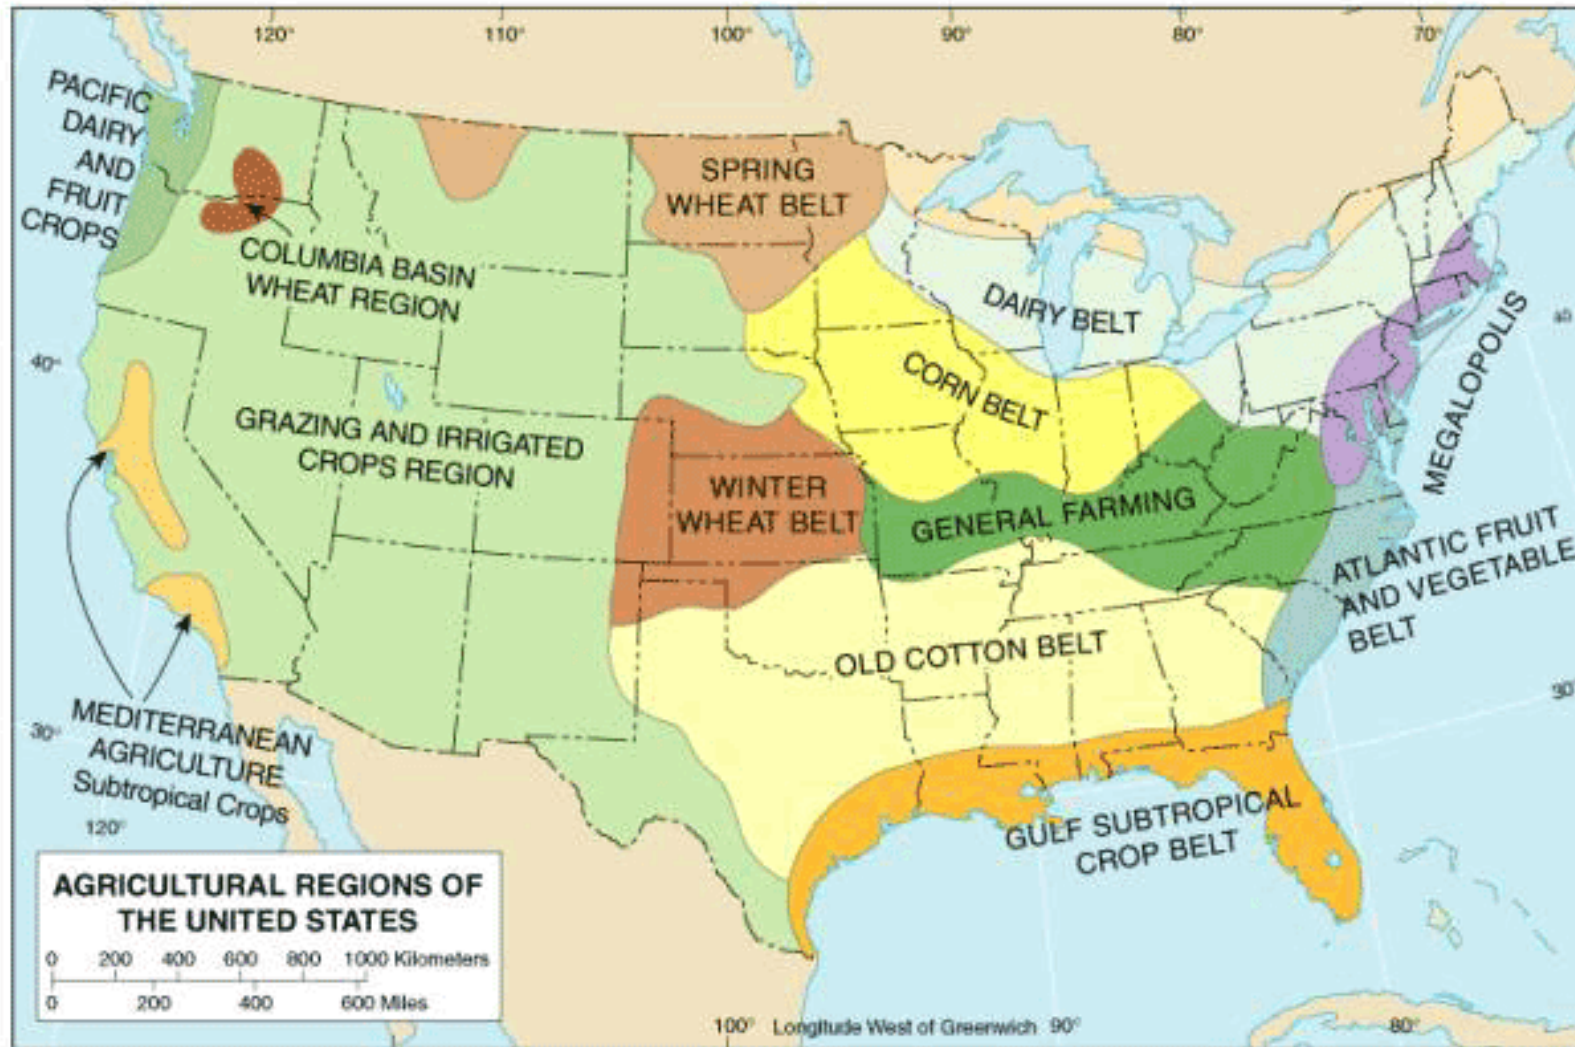 120°
110°
100°
90°
80°
70°
PACIFIC
DAIRY
AND
FRUIT
CROPS
SPRING
WHEAT BELT
COLUMBIA BASIN
WHEAT REGION
DAIRY BELT
MEGALOPOLIS
40°
40
CORN BELT
GRAZING AND IRRIGATED
CROPS REGION
WINTER
WHEAT BELT
GENERAL FARMING
ATLANTIC FRUIT
AND VEGETABLE
BELT
OLD COTTON BELT
30°
30°
MEDITERRANEAN
AGRICULTURE
Subtropical Crops
GULF SUBTROPICAL
CROP BELT
120°
AGRICULTURAL REGIONS OF
THE UNITED STATES
0 200 400 600 800 1000 Kilometers
0 200 400 600 Miles
100° Longitude West of Greenwich 90° 80°